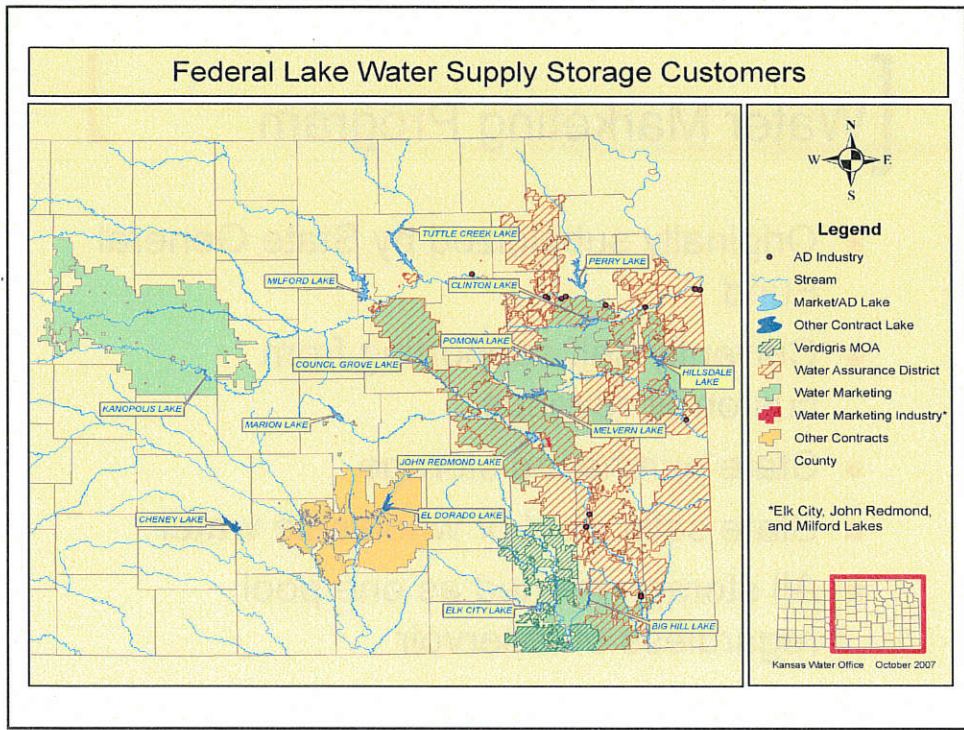 Federal Lake Water Supply Storage Customers
TUTTLE CREEK LAKE
PERRY LAKE
MILFORD LAKE
CLINTON LAKE
POMONA LAKE
COUNCIL GROVE LAKE
HILLSDALE
LAKE
KANOPOLIS LAKE
MARION LAKE
MELVERN LAKE
JOHN REDMOND LAKE
CHENEY LAKE
EL DORADO LAKE
ELK CITY LAKE
BIG HILL LAKE
N
W
E
S
Legend
AD Industry
Stream
Market/AD Lake
Other Contract Lake
Verdigris MOA
Water Assurance District
Water Marketing
Water Marketing Industry*
Other Contracts
County
*Elk City, John Redmond,
and Milford Lakes
Kansas Water Office October 2007
Water Marketing Program